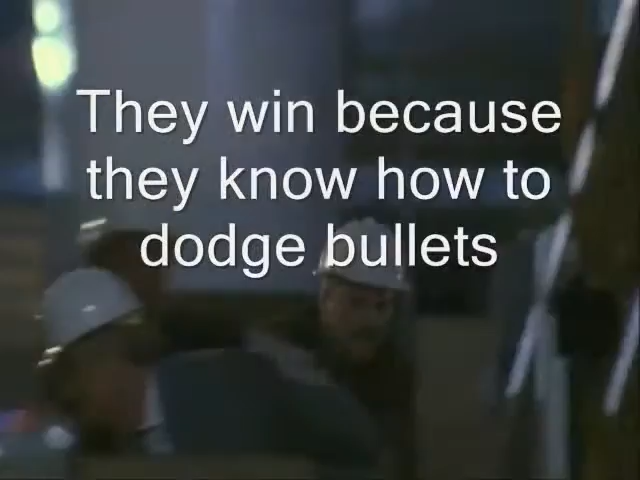 They win because
they know how to
dodge bullets